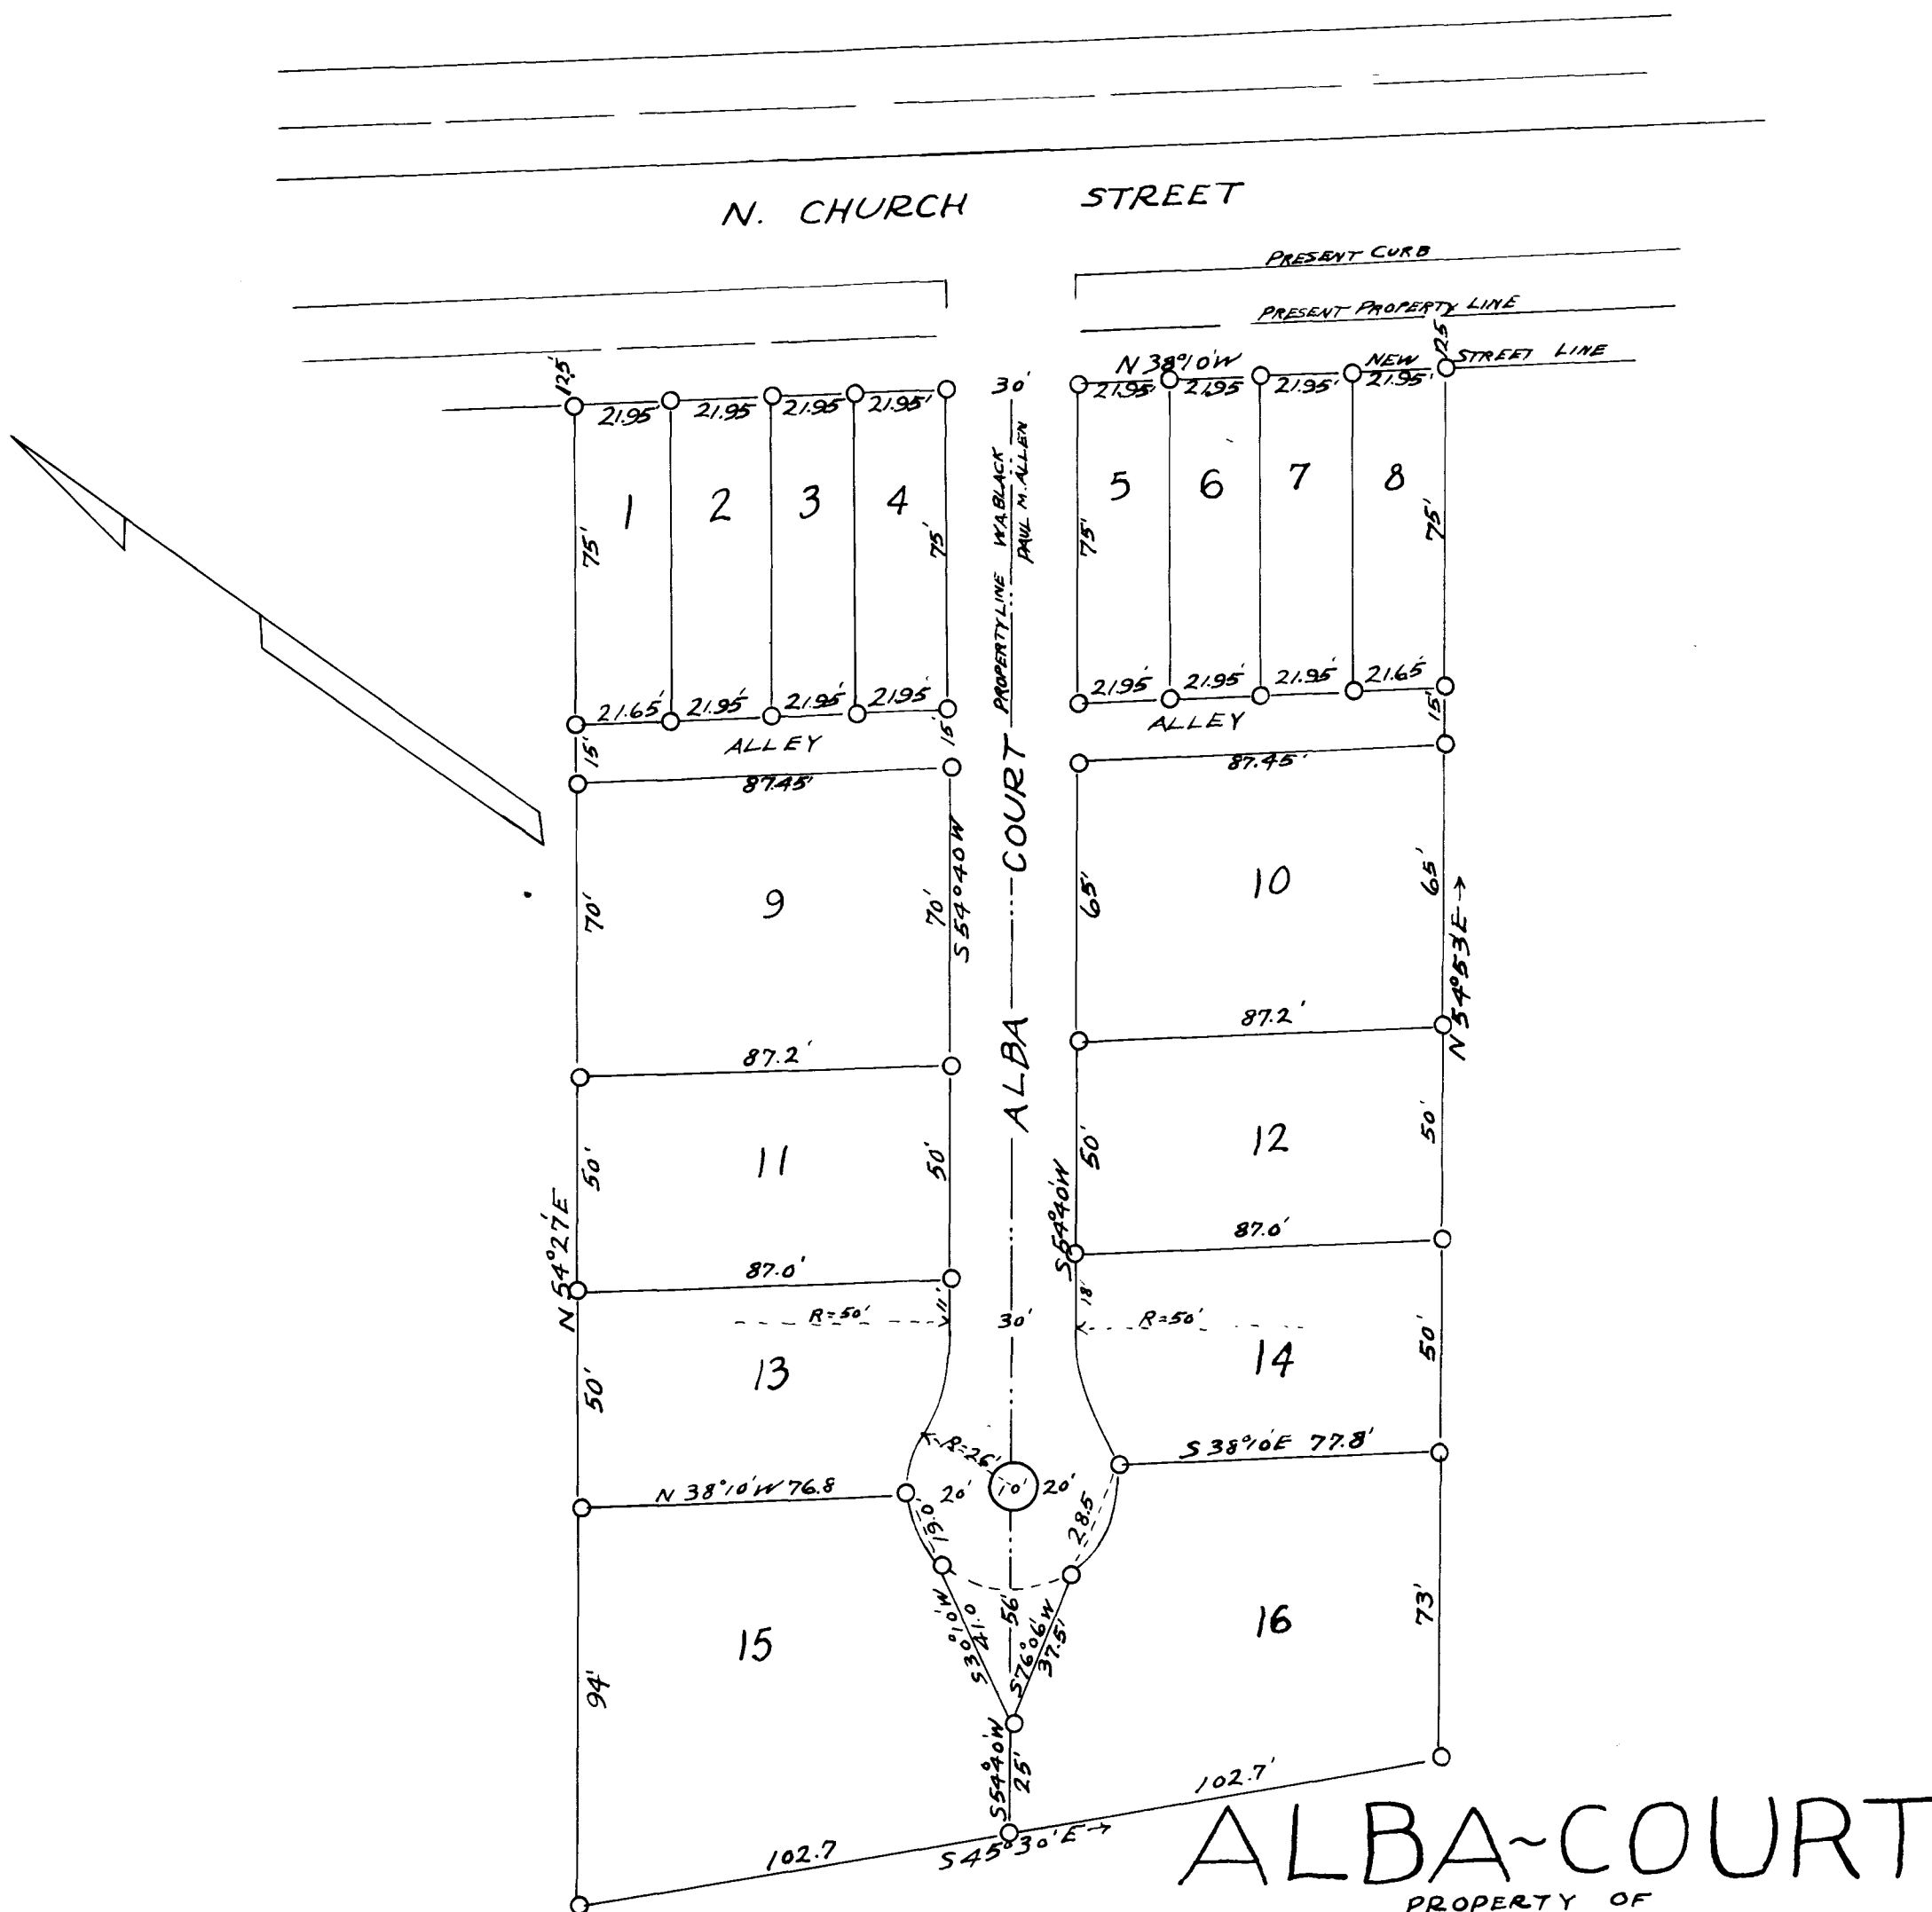 N. CHURCH STREET
PRESENT CURB
PRESENT PROPERTY LINE
N 38°10'W
NEW STREET LINE
12.5'
21.95'
21.95
21.95
21.95'
30'
21.95'
21.95
21.95'
21.95'
125
1
2
3
4
5
6
7
8
75'
75'
75'
75'
PROPERTY LINE W.A. BLACK
PAUL M. ALLEN
21.65'
21.95'
21.95'
21.95'
21.95'
21.95'
21.95'
21.65'
15'
ALLEY
15'
ALLEY
15'
87.45'
87.45'
70'
9
70'
S 54°40'W
ALBA COURT
65'
10
65'
N 54°53'E →
87.2'
87.2'
50'
11
50'
50'
12
50'
N 54°27'E
S 54°40'W
87.0'
87.0'
R=50'
11'
30'
18'
R=50'
50'
13
14
50'
R=26'
N 38°10'W 76.8
20'
10'
20'
S 38°10'E 77.8'
19.0
28.5
94'
15
S 30°10'W
41.0
56'
S 76°06'W
37.5'
16
73'
S 54°40'W
25'
102.7
S 45°30'E →
102.7'
ALBA~COURT
PROPERTY OF